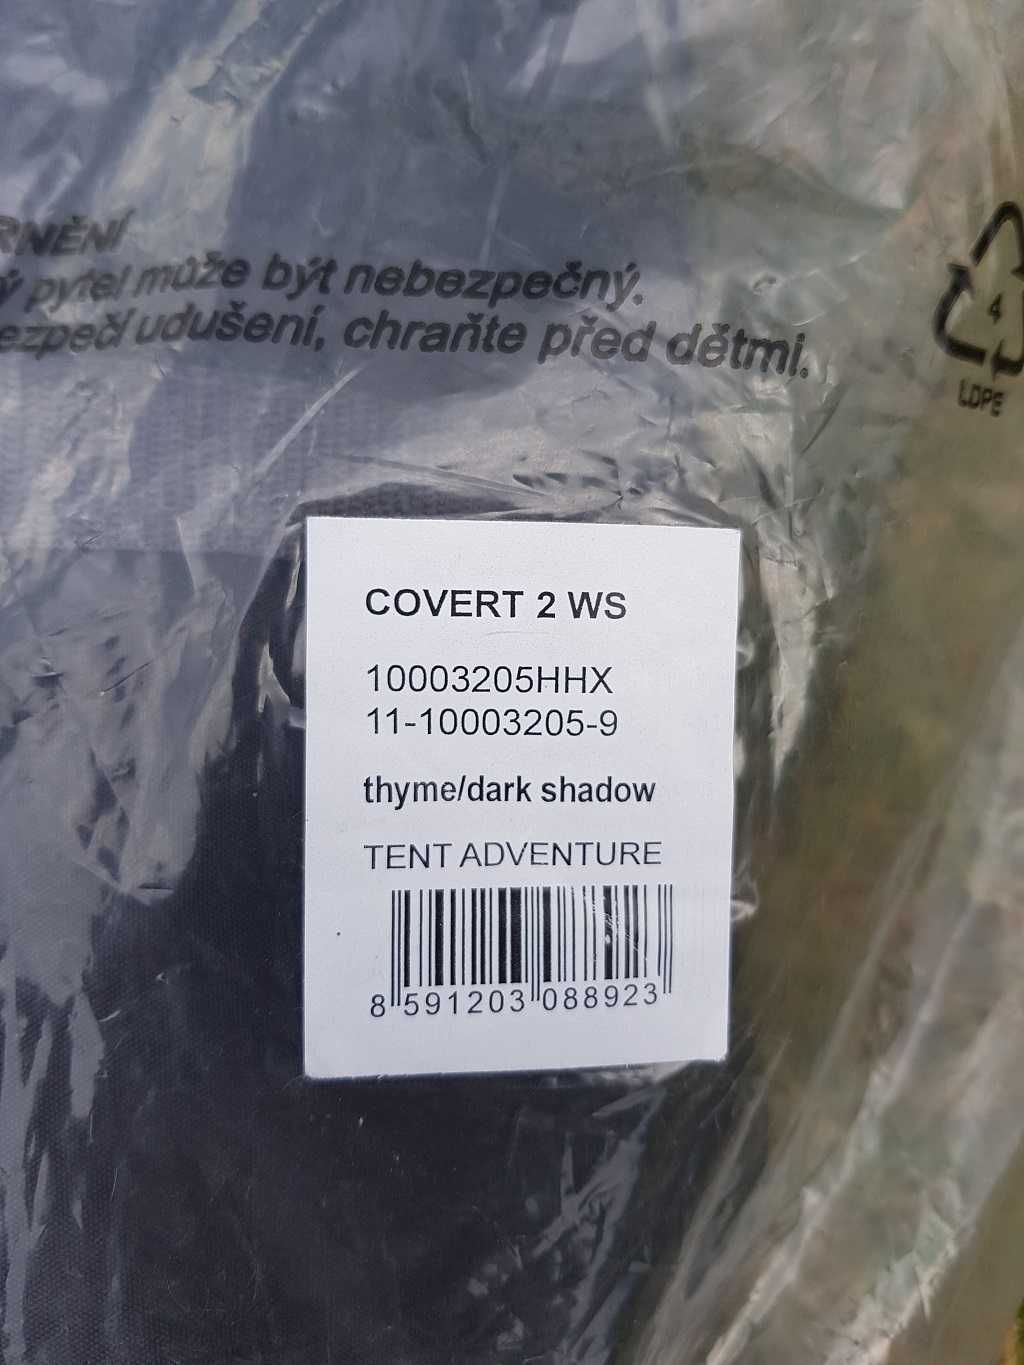 RNĚNÍ
ý pytel může být nebezpečný.
ezpečí udušení, chraňte před dětmi.
4
LDPE
COVERT 2 WS
10003205HHX
11-10003205-9
thyme/dark shadow
TENT ADVENTURE
8 591203 088923